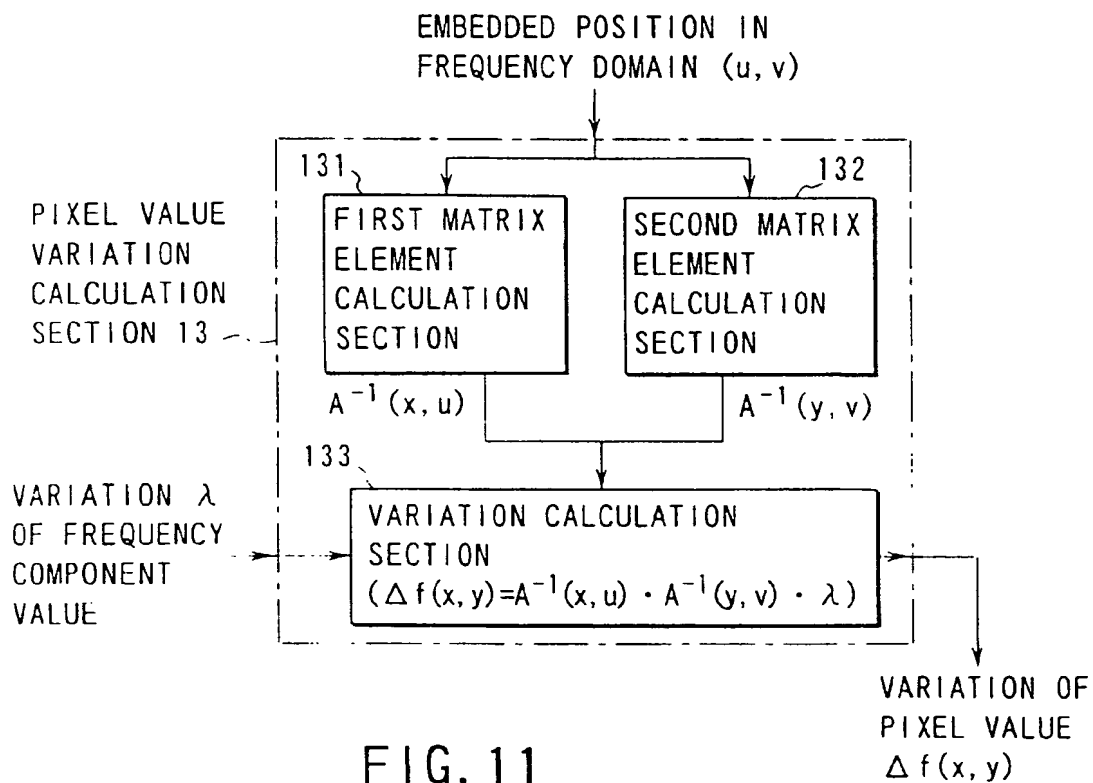 EMBEDDED POSITION IN
FREQUENCY DOMAIN (u, v)
131
132
PIXEL VALUE
VARIATION
CALCULATION
SECTION 13
FIRST MATRIX
ELEMENT
CALCULATION
SECTION
SECOND MATRIX
ELEMENT
CALCULATION
SECTION
A⁻¹(x, u)
A⁻¹(y, v)
133
VARIATION λ
OF FREQUENCY
COMPONENT
VALUE
VARIATION CALCULATION
SECTION
(Δf(x, y)=A⁻¹(x, u) · A⁻¹(y, v) · λ)
VARIATION OF
PIXEL VALUE
Δf(x, y)
FIG. 11